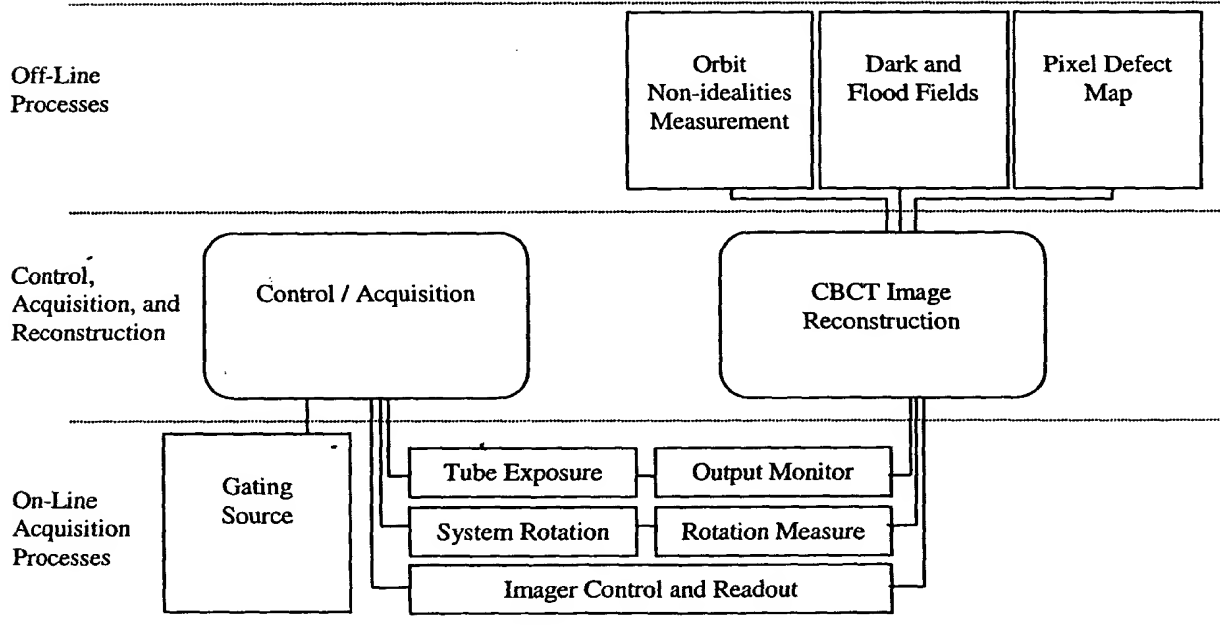 Off-Line
Processes
Orbit
Non-idealities
Measurement
Dark and
Flood Fields
Pixel Defect
Map
Control,
Acquisition, and
Reconstruction
Control / Acquisition
CBCT Image
Reconstruction
On-Line
Acquisition
Processes
Gating
Source
Tube Exposure
Output Monitor
System Rotation
Rotation Measure
Imager Control and Readout